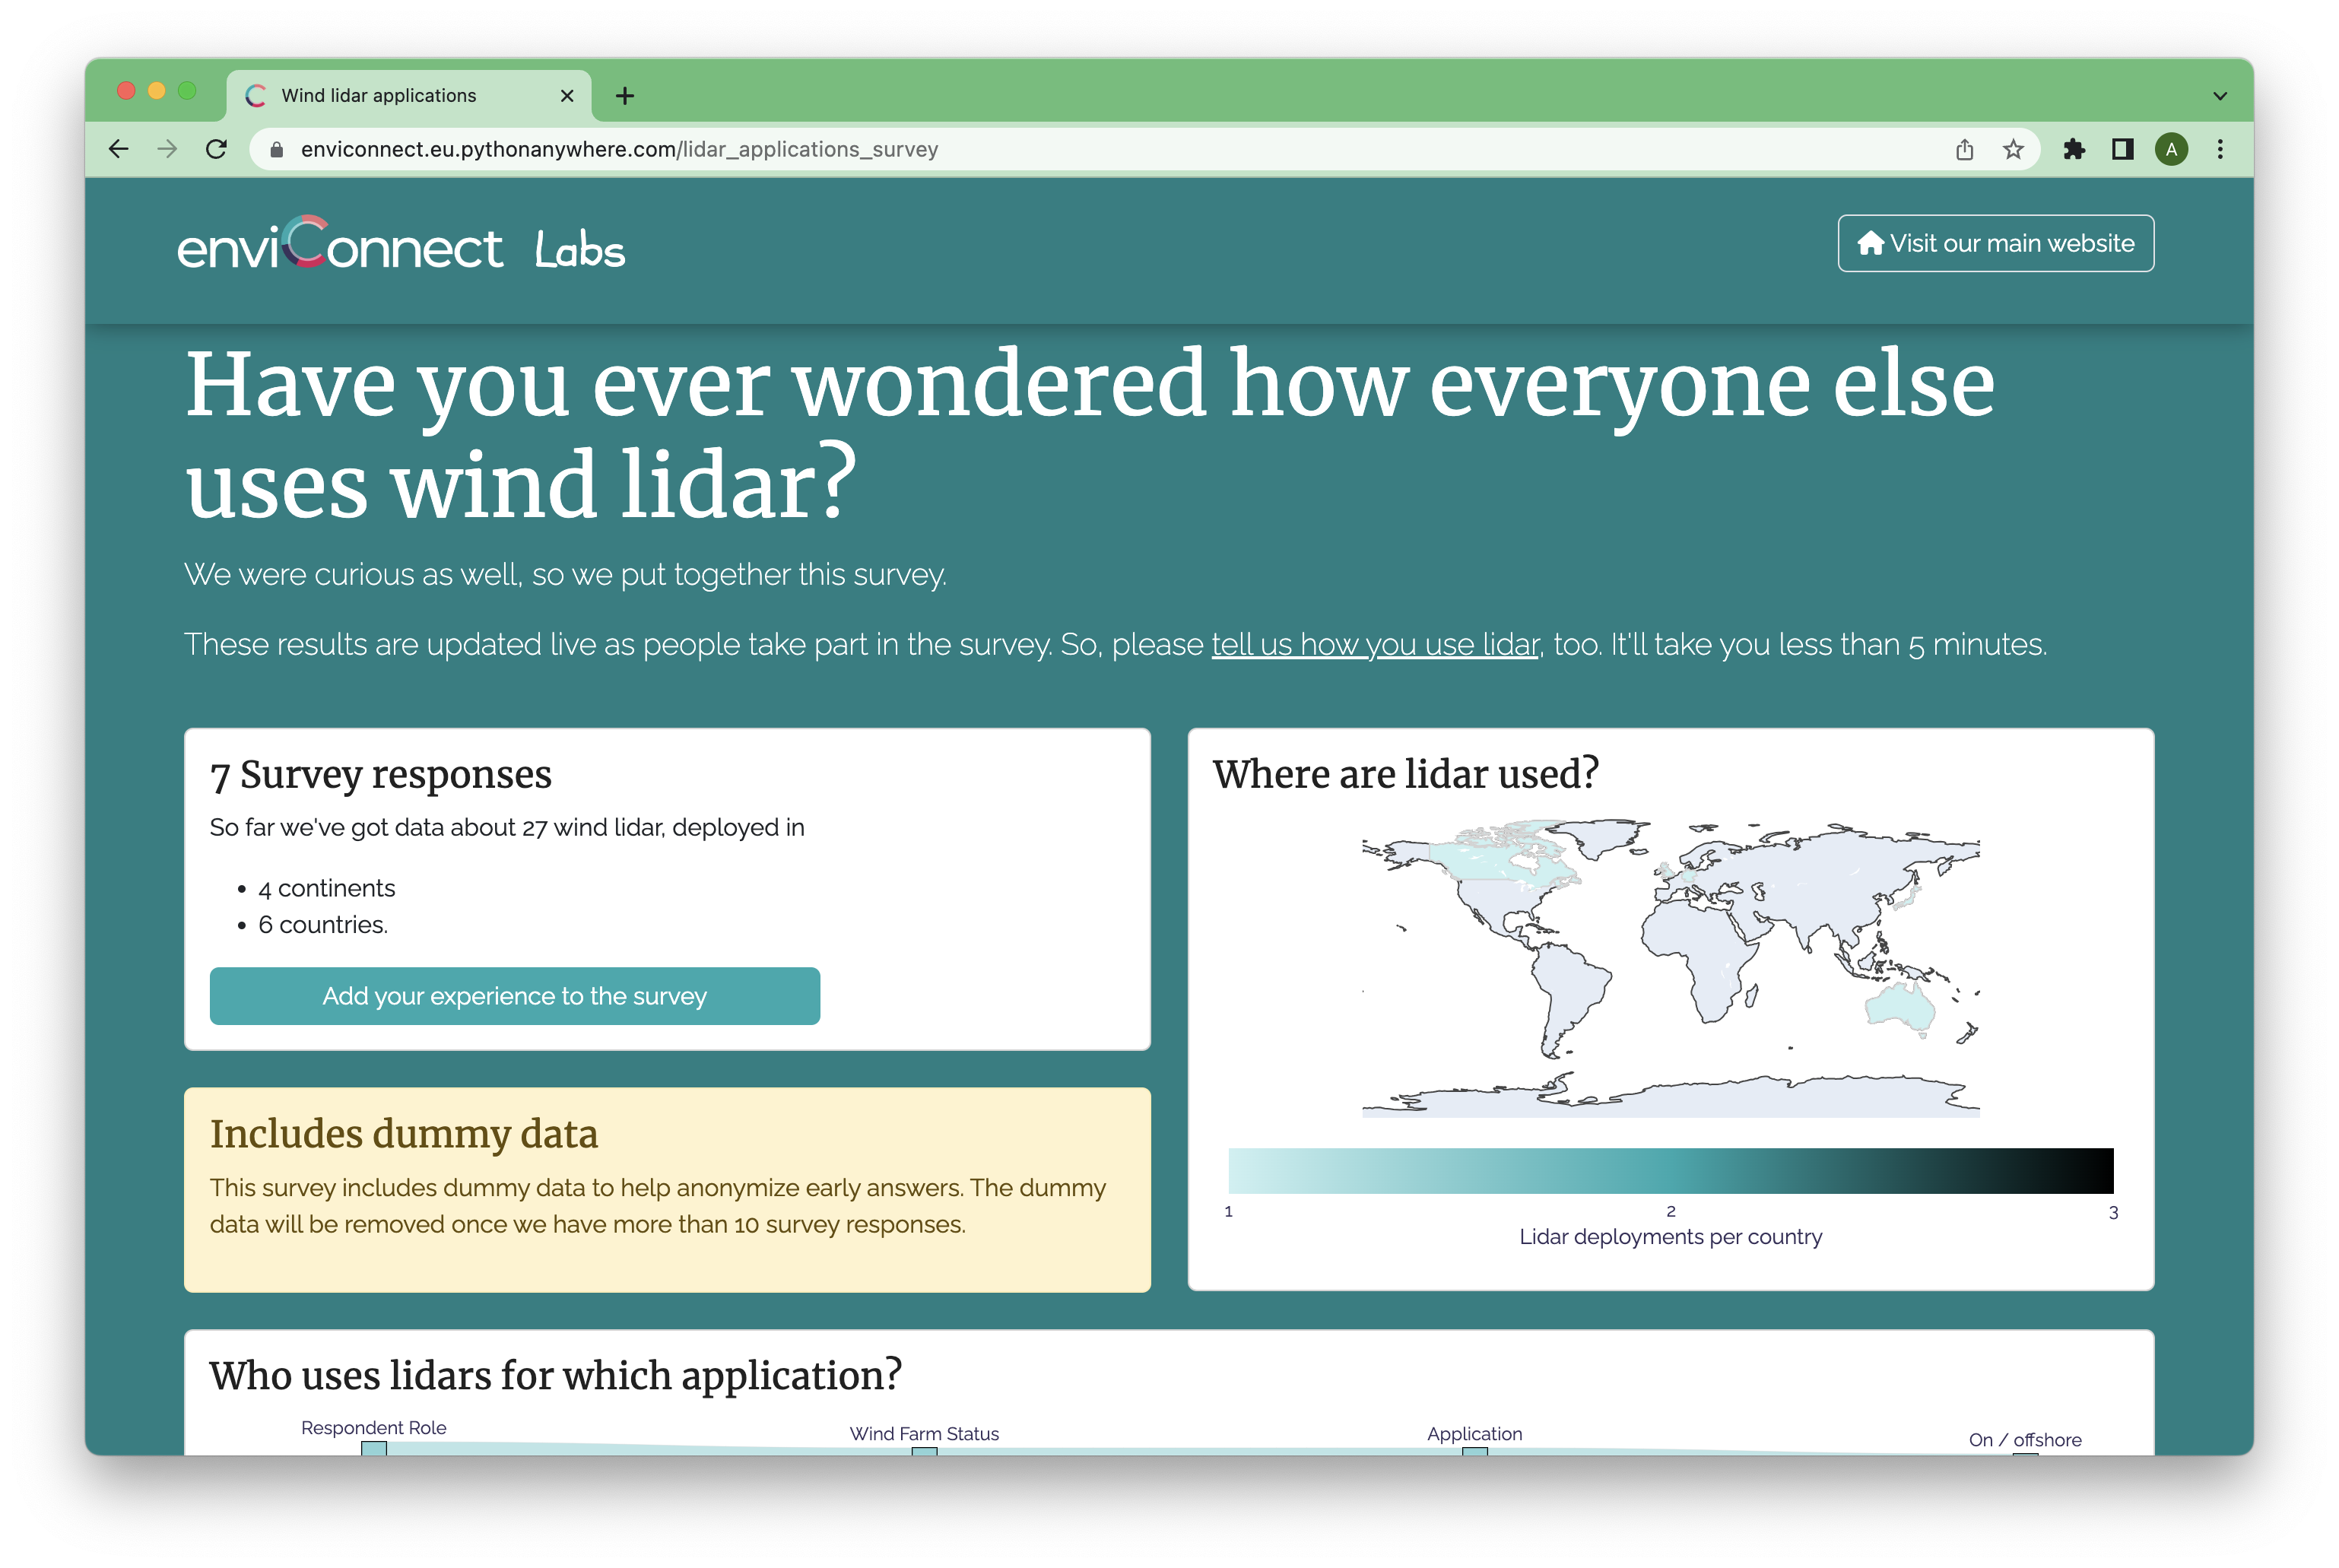 Wind lidar applications
enviconnect.eu.pythonanywhere.com/lidar_applications_survey
A
enviConnect Labs
Visit our main website
Have you ever wondered how everyone else
uses wind lidar?
We were curious as well, so we put together this survey.
These results are updated live as people take part in the survey. So, please tell us how you use lidar, too. It'll take you less than 5 minutes.
7 Survey responses
So far we've got data about 27 wind lidar, deployed in
• 4 continents
• 6 countries.
Add your experience to the survey
Includes dummy data
This survey includes dummy data to help anonymize early answers. The dummy
data will be removed once we have more than 10 survey responses.
Where are lidar used?
1 2 3
Lidar deployments per country
Who uses lidars for which application?
Respondent Role Wind Farm Status Application On / offshore